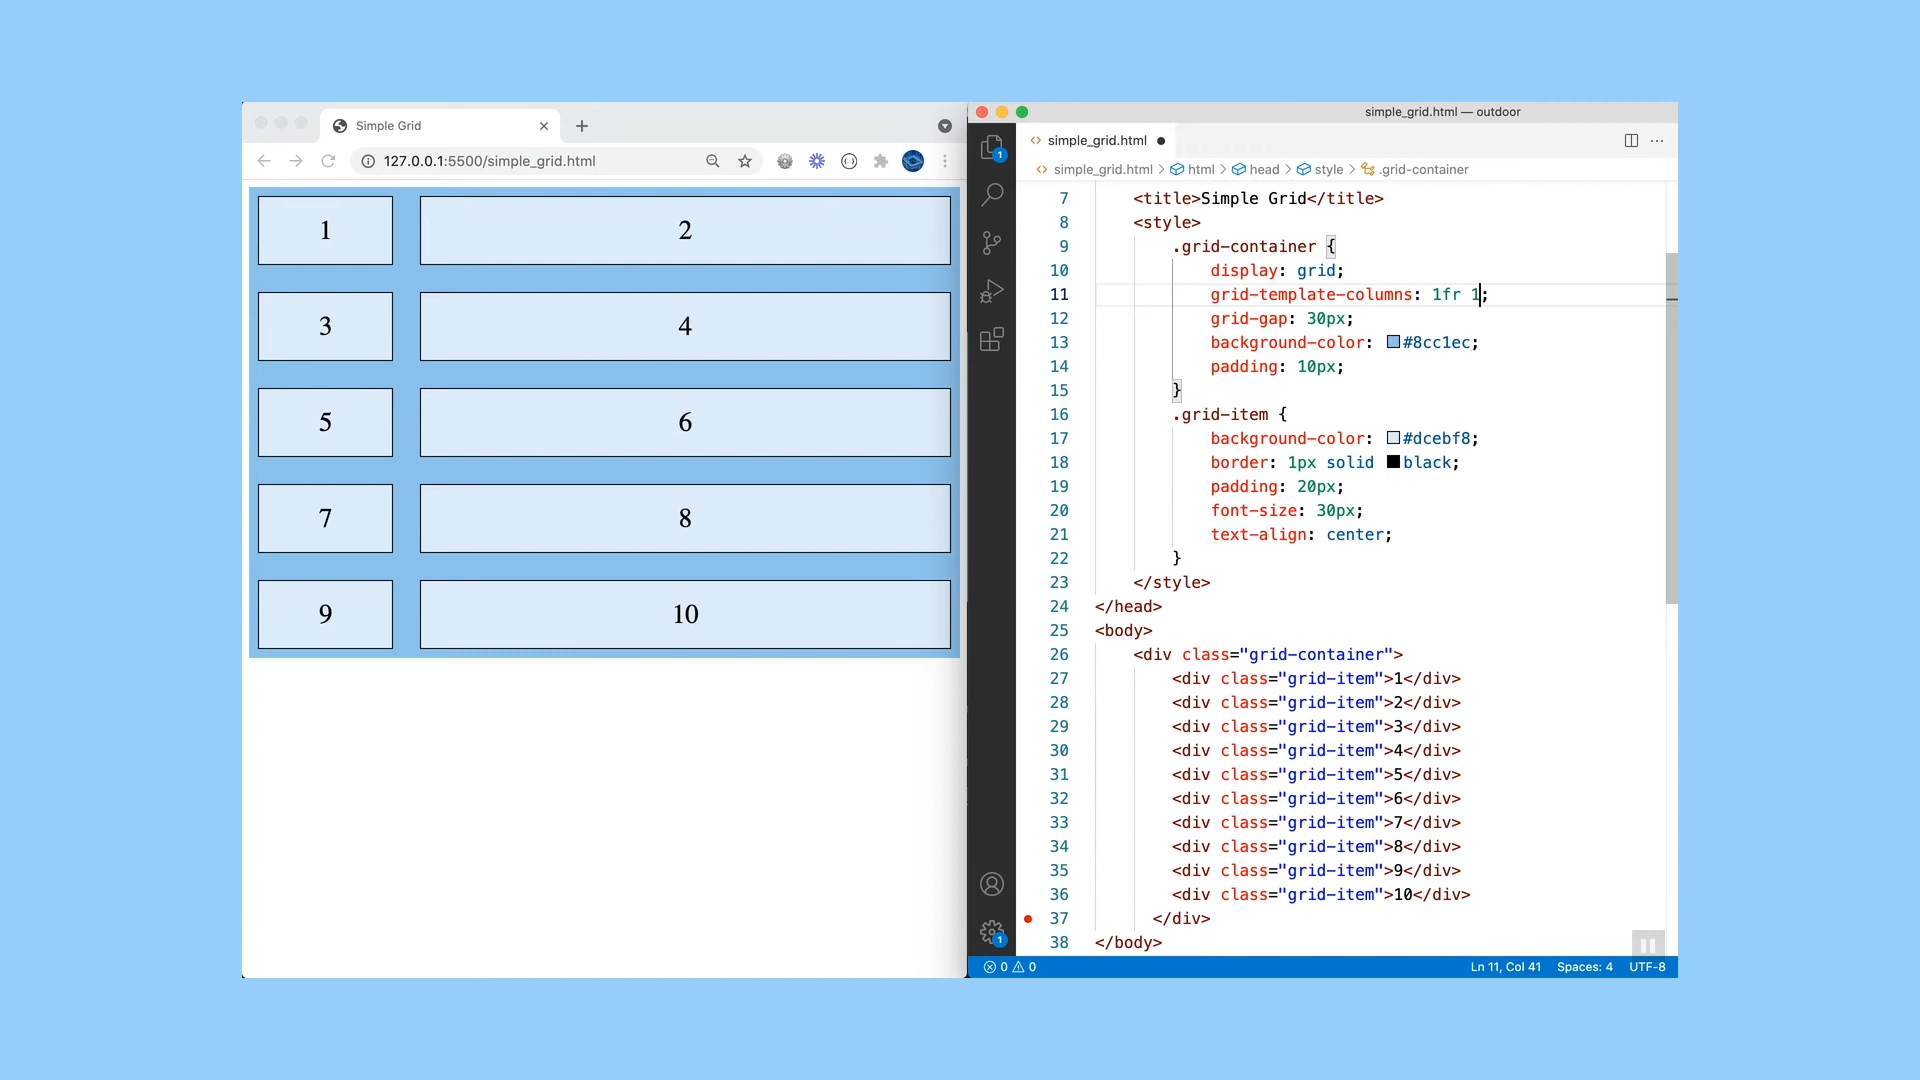 Simple Grid
127.0.0.1:5500/simple_grid.html
1
2
3
4
5
6
7
8
9
10
simple_grid.html — outdoor
1
simple_grid.html
simple_grid.html > html > head > style > .grid-container
7 <title>Simple Grid</title>
8 <style>
9 .grid-container {
10 display: grid;
11 grid-template-columns: 1fr 1;
12 grid-gap: 30px;
13 background-color: #8cc1ec;
14 padding: 10px;
15 }
16 .grid-item {
17 background-color: #dcebf8;
18 border: 1px solid black;
19 padding: 20px;
20 font-size: 30px;
21 text-align: center;
22 }
23 </style>
24 </head>
25 <body>
26 <div class="grid-container">
27 <div class="grid-item">1</div>
28 <div class="grid-item">2</div>
29 <div class="grid-item">3</div>
30 <div class="grid-item">4</div>
31 <div class="grid-item">5</div>
32 <div class="grid-item">6</div>
33 <div class="grid-item">7</div>
34 <div class="grid-item">8</div>
35 <div class="grid-item">9</div>
36 <div class="grid-item">10</div>
37 </div>
38 </body>
1
0 0
Ln 11, Col 41 Spaces: 4 UTF-8